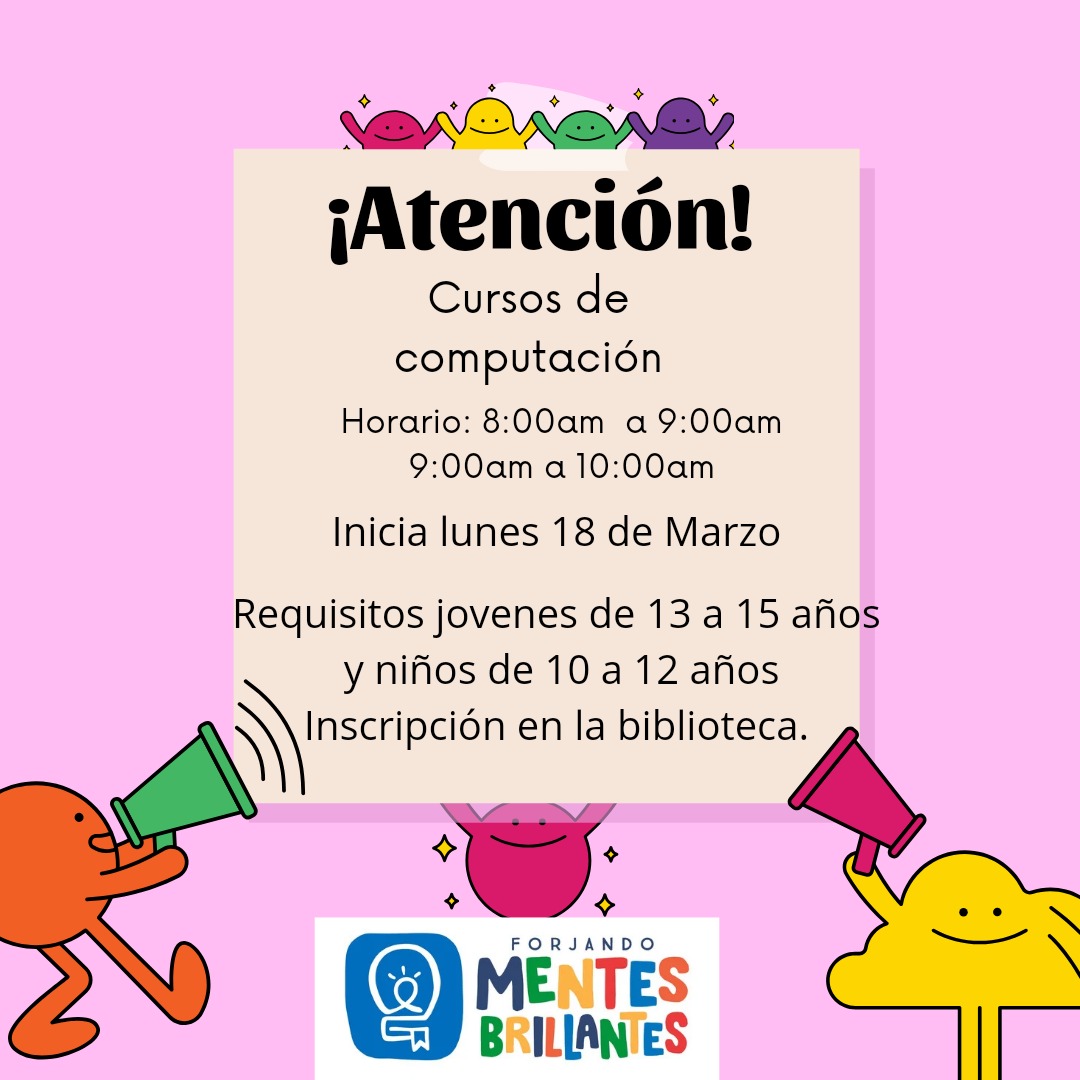 ¡Atención!
Cursos de
computación
Horario: 8:00am a 9:00am
9:00am a 10:00am
Inicia lunes 18 de Marzo
Requisitos jovenes de 13 a 15 años
y niños de 10 a 12 años
Inscripción en la biblioteca.
FORJANDO
MENTES
BRILLANTES